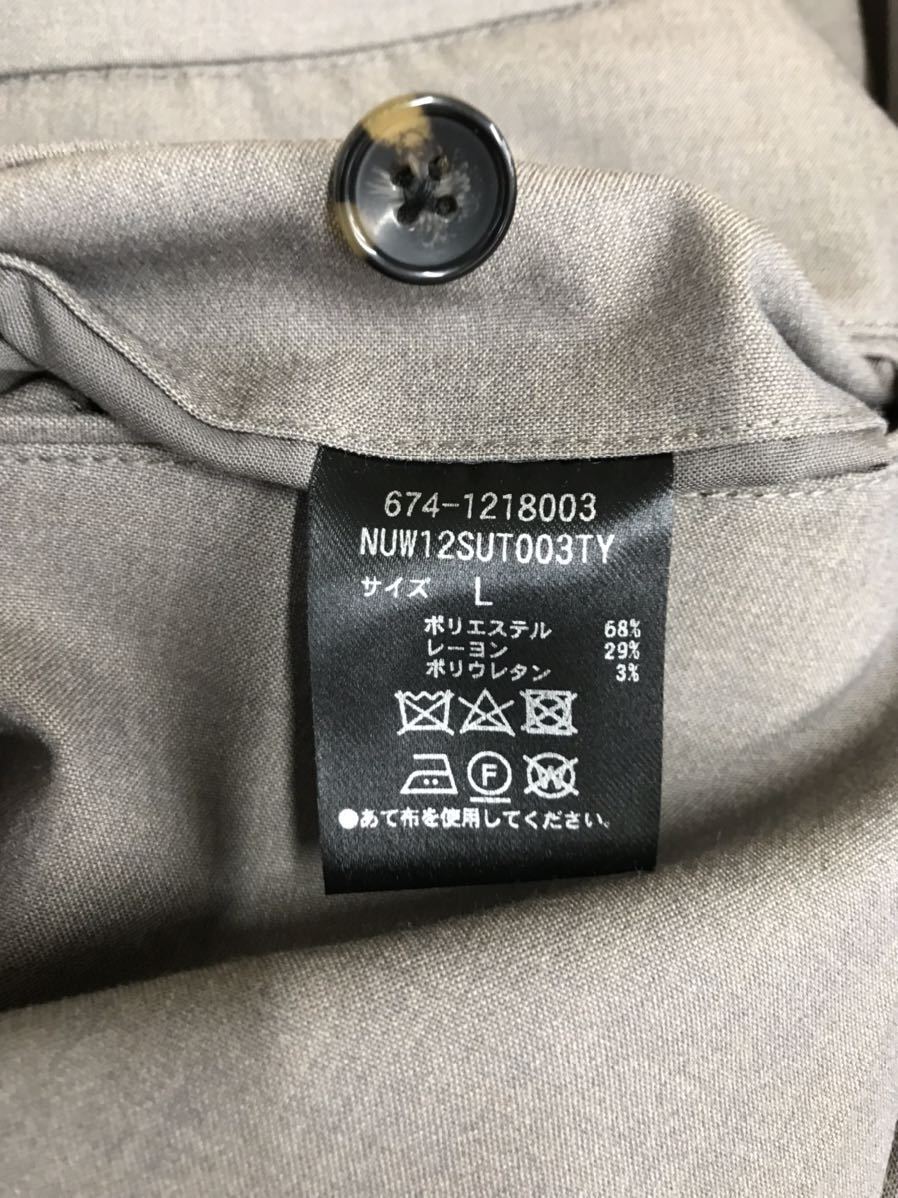 674-1218003
NUW12SUT003TY
サイズ L
ポリエステル 68%
レーヨン 29%
ポリウレタン 3%
F W
●あて布を使用してください。